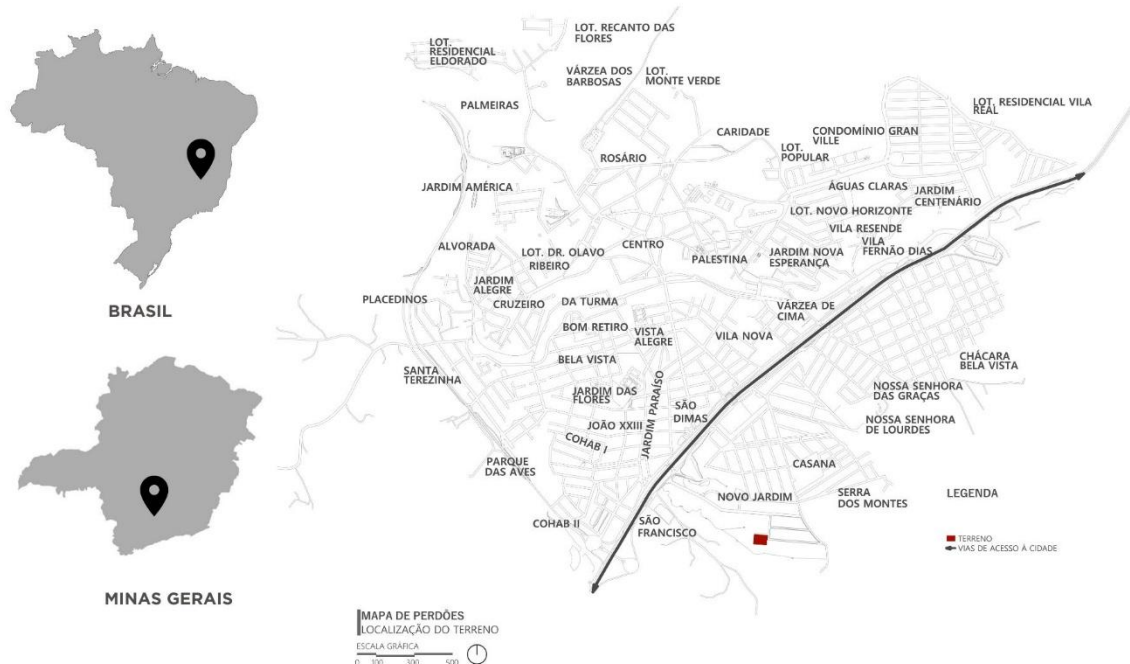 BRASIL
MINAS GERAIS
LOT. RECANTO DAS
FLORES
LOT.
RESIDENCIAL
ELDORADO
VÁRZEA DOS
BARBOSAS
LOT.
MONTE VERDE
PALMEIRAS
LOT. RESIDENCIAL VILA
REAL
CARIDADE
CONDOMÍNIO GRAN
VILLE
LOT.
POPULAR
ROSÁRIO
JARDIM AMÉRICA
ÁGUAS CLARAS
JARDIM
CENTENÁRIO
LOT. NOVO HORIZONTE
VILA RESENDE
VILA
FERNÃO DIAS
ALVORADA
LOT. DR. OLAVO
RIBEIRO
CENTRO
PALESTINA
JARDIM NOVA
ESPERANÇA
JARDIM
ALEGRE
CRUZEIRO
PLACEDINOS
DA TURMA
VÁRZEA DE
CIMA
BOM RETIRO
VISTA
ALEGRE
VILA NOVA
BELA VISTA
SANTA
TEREZINHA
CHÁCARA
BELA VISTA
JARDIM DAS
FLORES
JARDIM PARAÍSO
SÃO
DIMAS
NOSSA SENHORA
DAS GRAÇAS
NOSSA SENHORA
DE LOURDES
JOÃO XXIII
COHAB I
PARQUE
DAS AVES
CASANA
NOVO JARDIM
SERRA
DOS MONTES
COHAB II
SÃO
FRANCISCO
LEGENDA
TERRENO
VIAS DE ACESSO À CIDADE
MAPA DE PERDÕES
LOCALIZAÇÃO DO TERRENO
ESCALA GRÁFICA
0 100 300 500